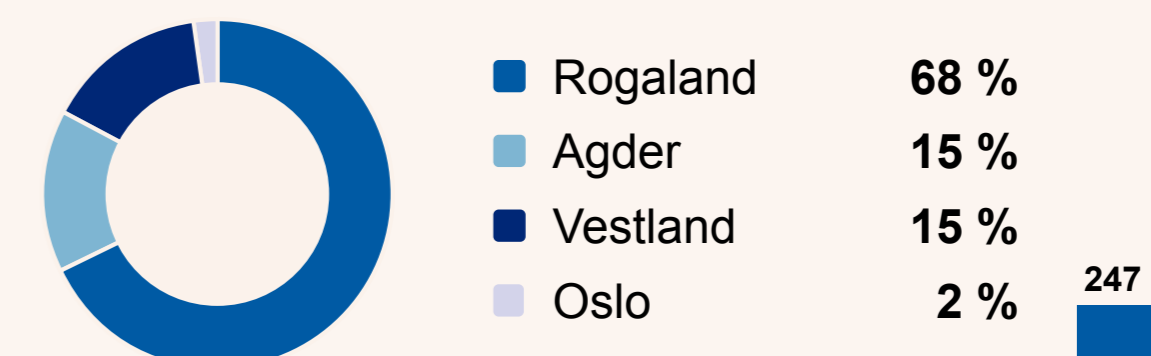 Rogaland 68 %
Agder 15 %
Vestland 15 %
Oslo 2 %
247